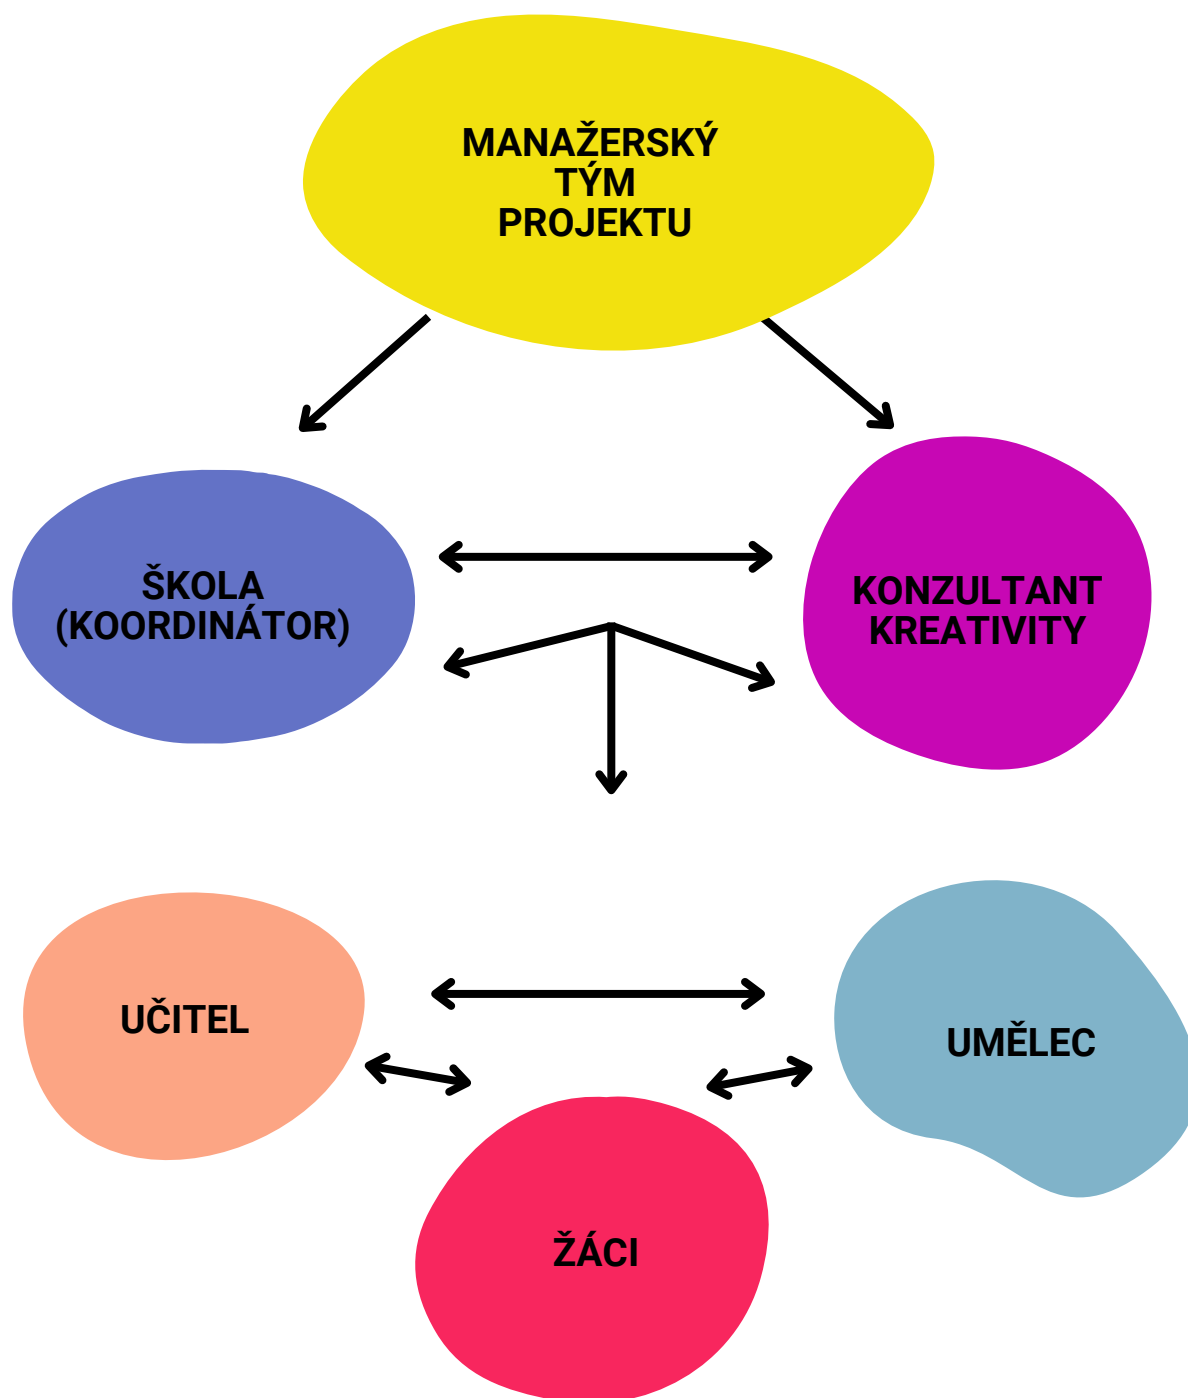 MANAŽERSKÝ
TÝM
PROJEKTU
ŠKOLA
(KOORDINÁTOR)
KONZULTANT
KREATIVITY
UČITEL
UMĚLEC
ŽÁCI